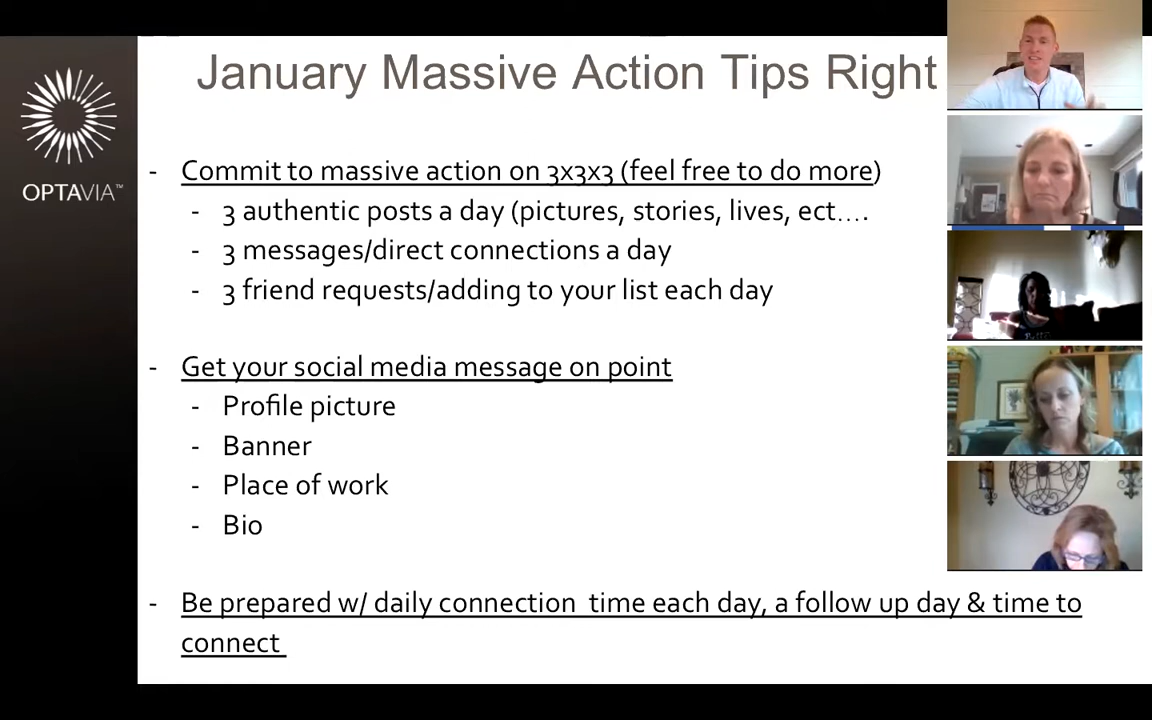 January Massive Action Tips Right
OPTAVIA™
- Commit to massive action on 3x3x3 (feel free to do more)
- 3 authentic posts a day (pictures, stories, lives, ect....
- 3 messages/direct connections a day
- 3 friend requests/adding to your list each day
- Get your social media message on point
- Profile picture
- Banner
- Place of work
- Bio
- Be prepared w/ daily connection time each day, a follow up day & time to
connect